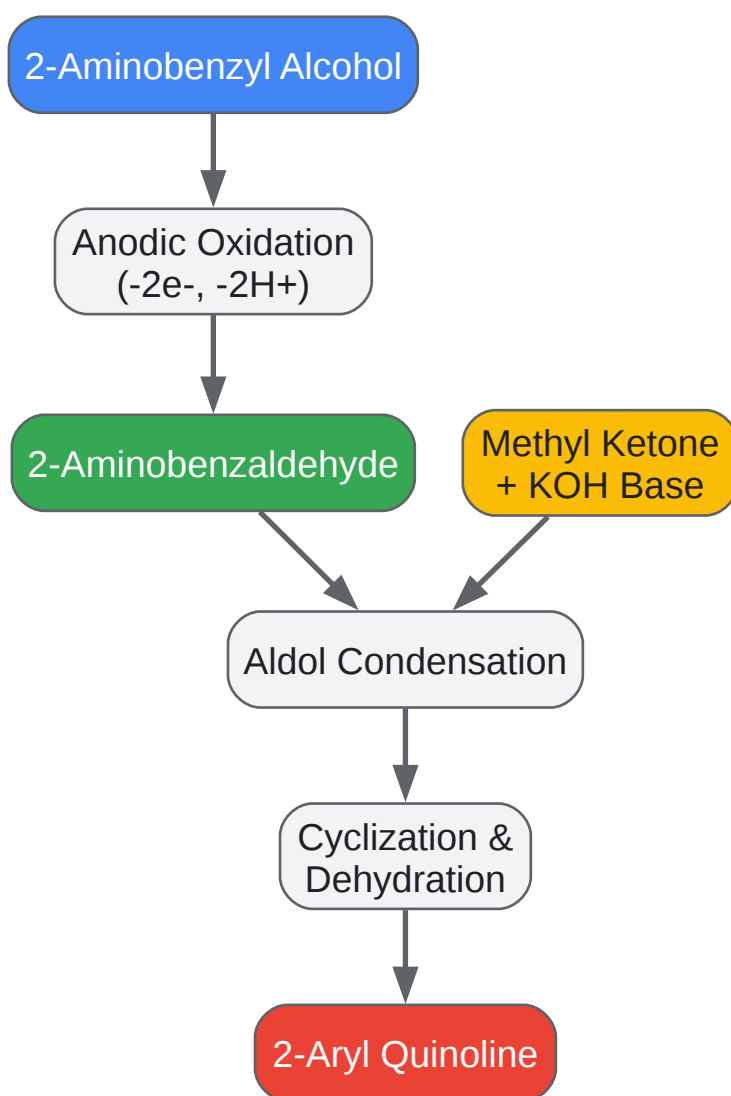 2-Aminobenzyl Alcohol
Anodic Oxidation
(-2e-, -2H+)
2-Aminobenzaldehyde
Methyl Ketone
+ KOH Base
Aldol Condensation
Cyclization &
Dehydration
2-Aryl Quinoline